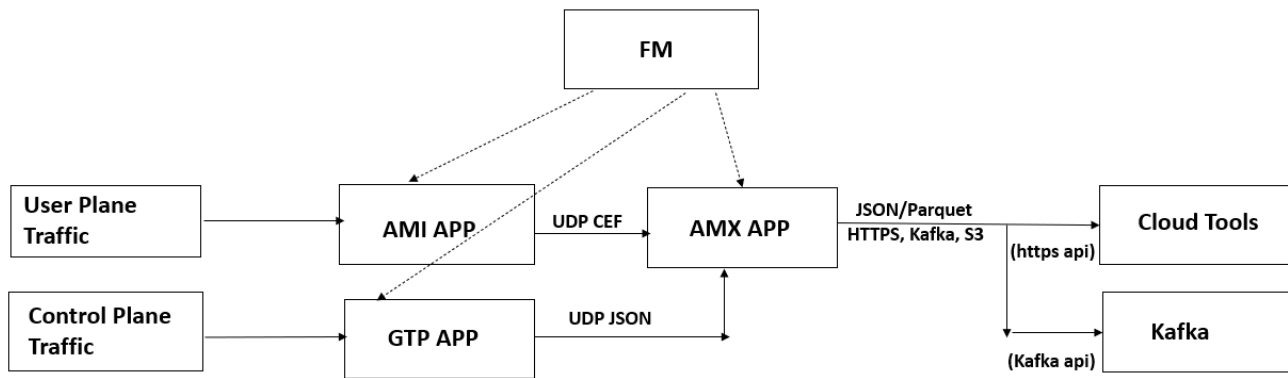 FM
User Plane
Traffic
AMI APP
UDP CEF
AMX APP
JSON/Parquet
HTTPS, Kafka, S3
(https api)
Cloud Tools
Control Plane
Traffic
GTP APP
UDP JSON
(Kafka api)
Kafka